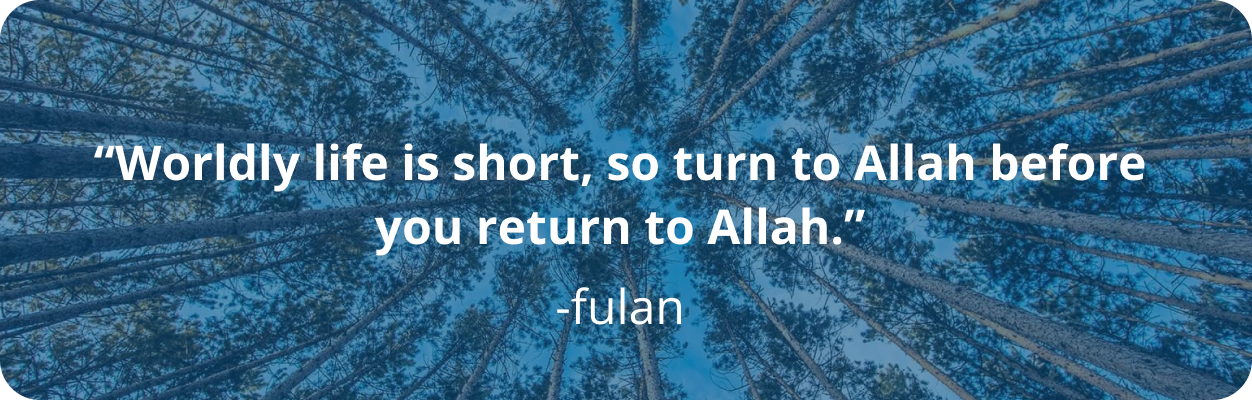 “Worldly life is short, so turn to Allah before
you return to Allah.”
-fulan